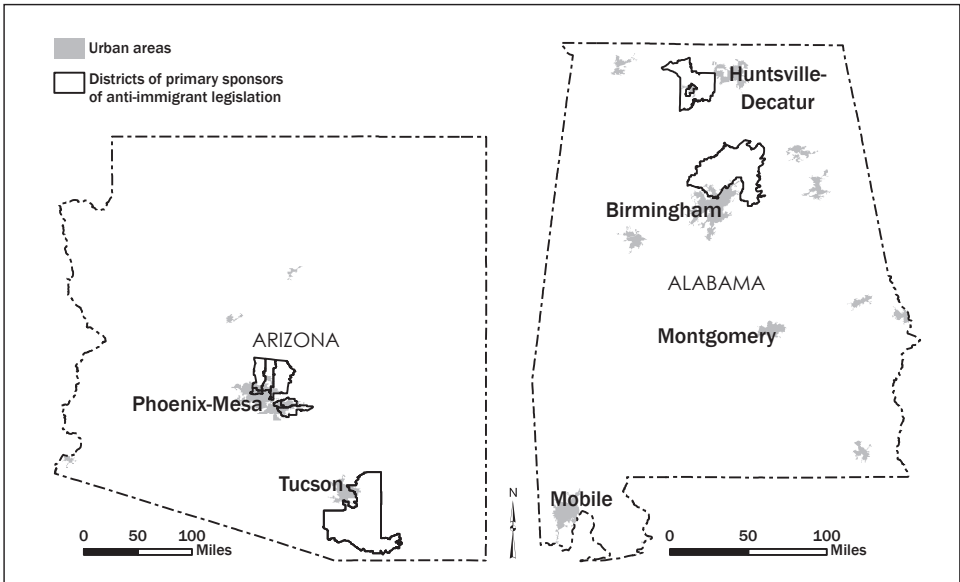 Urban areas
Districts of primary sponsors
of anti-immigrant legislation
Huntsville-
Decatur
Birmingham
ALABAMA
Montgomery
ARIZONA
Phoenix-Mesa
Tucson
Mobile
N
0 50 100
Miles
0 50 100
Miles